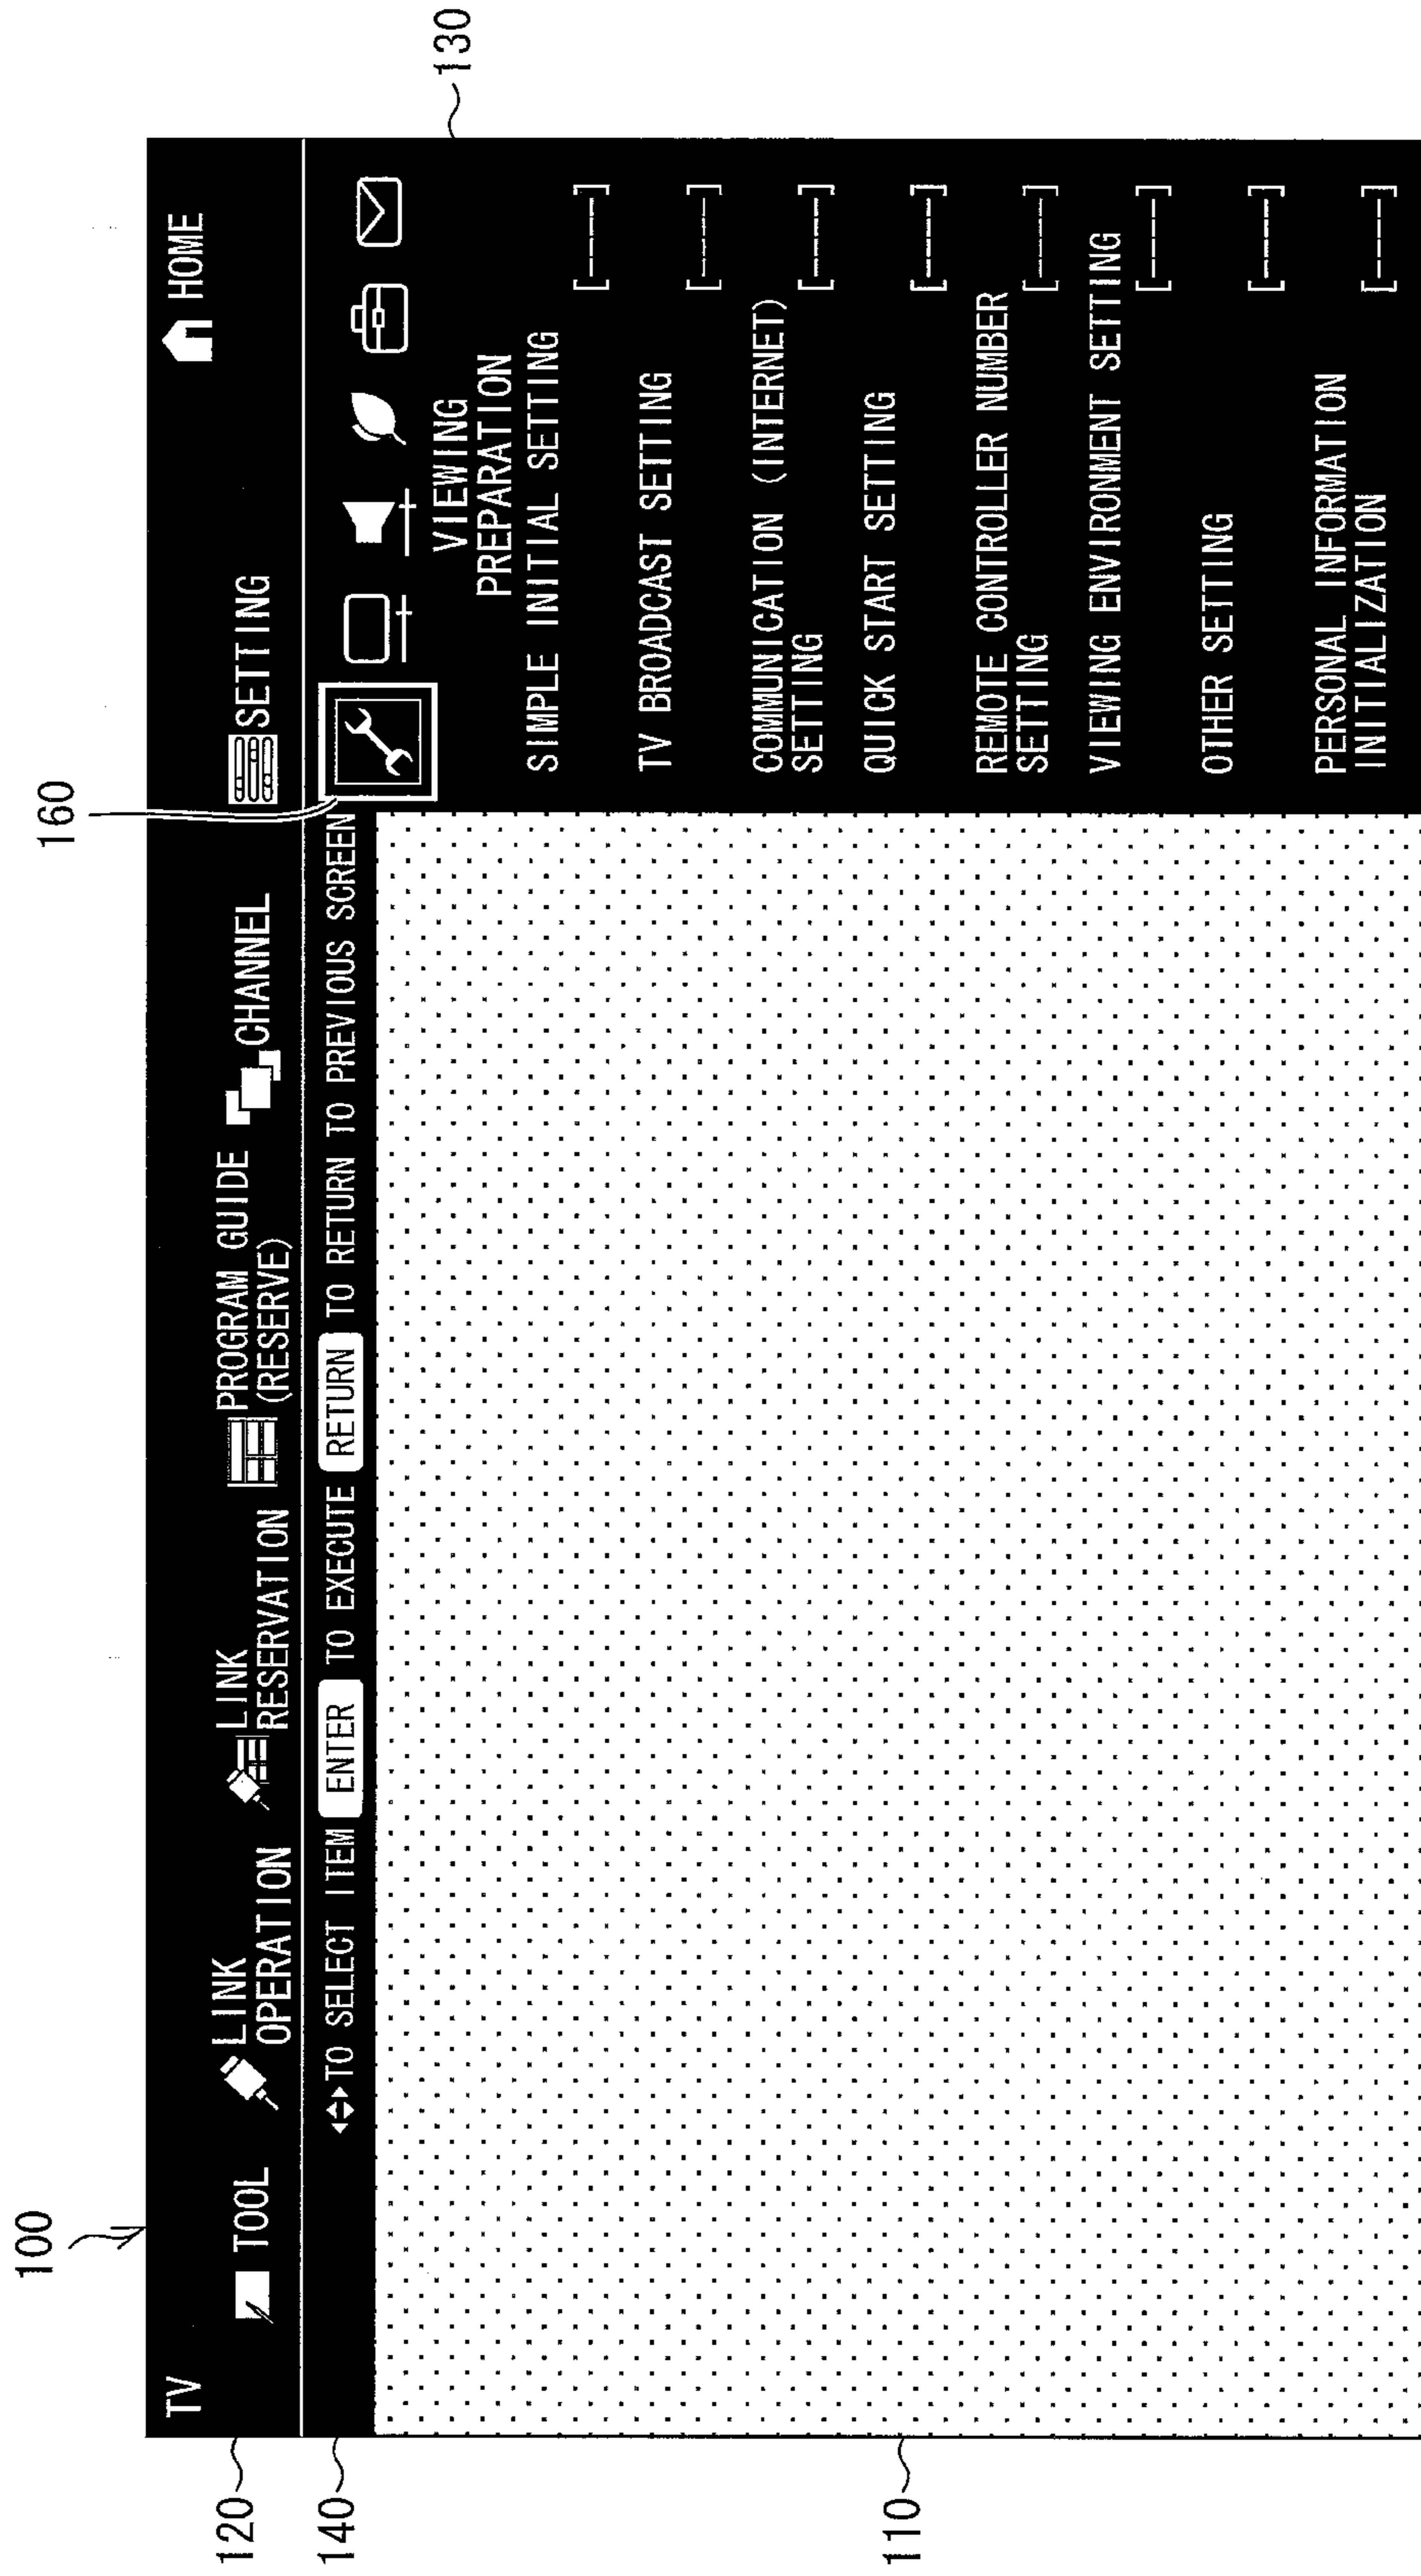 100
160
TV
HOME
TOOL
LINK
OPERATION
LINK
RESERVATION
PROGRAM GUIDE
(RESERVE)
CHANNEL
SETTING
120
140
TO SELECT ITEM ENTER TO EXECUTE RETURN TO RETURN TO PREVIOUS SCREEN
130
VIEWING
PREPARATION
SIMPLE INITIAL SETTING
[----]
TV BROADCAST SETTING
[----]
COMMUNICATION (INTERNET)
SETTING
[----]
QUICK START SETTING
[----]
REMOTE CONTROLLER NUMBER
SETTING
[----]
VIEWING ENVIRONMENT SETTING
[----]
OTHER SETTING
[----]
PERSONAL INFORMATION
INITIALIZATION
[----]
110